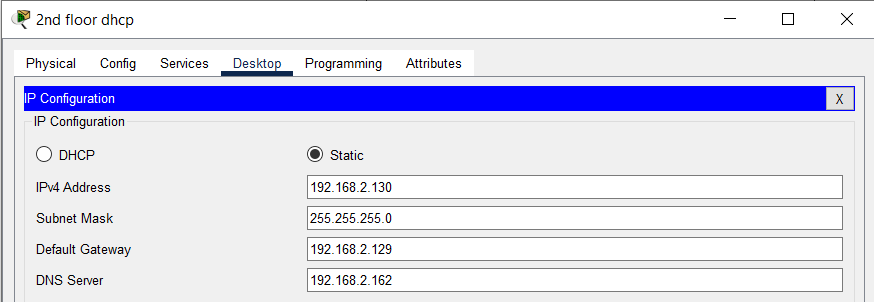 2nd floor dhcp
Physical Config Services Desktop Programming Attributes
IP Configuration X
IP Configuration
DHCP Static
IPv4 Address 192.168.2.130
Subnet Mask 255.255.255.0
Default Gateway 192.168.2.129
DNS Server 192.168.2.162